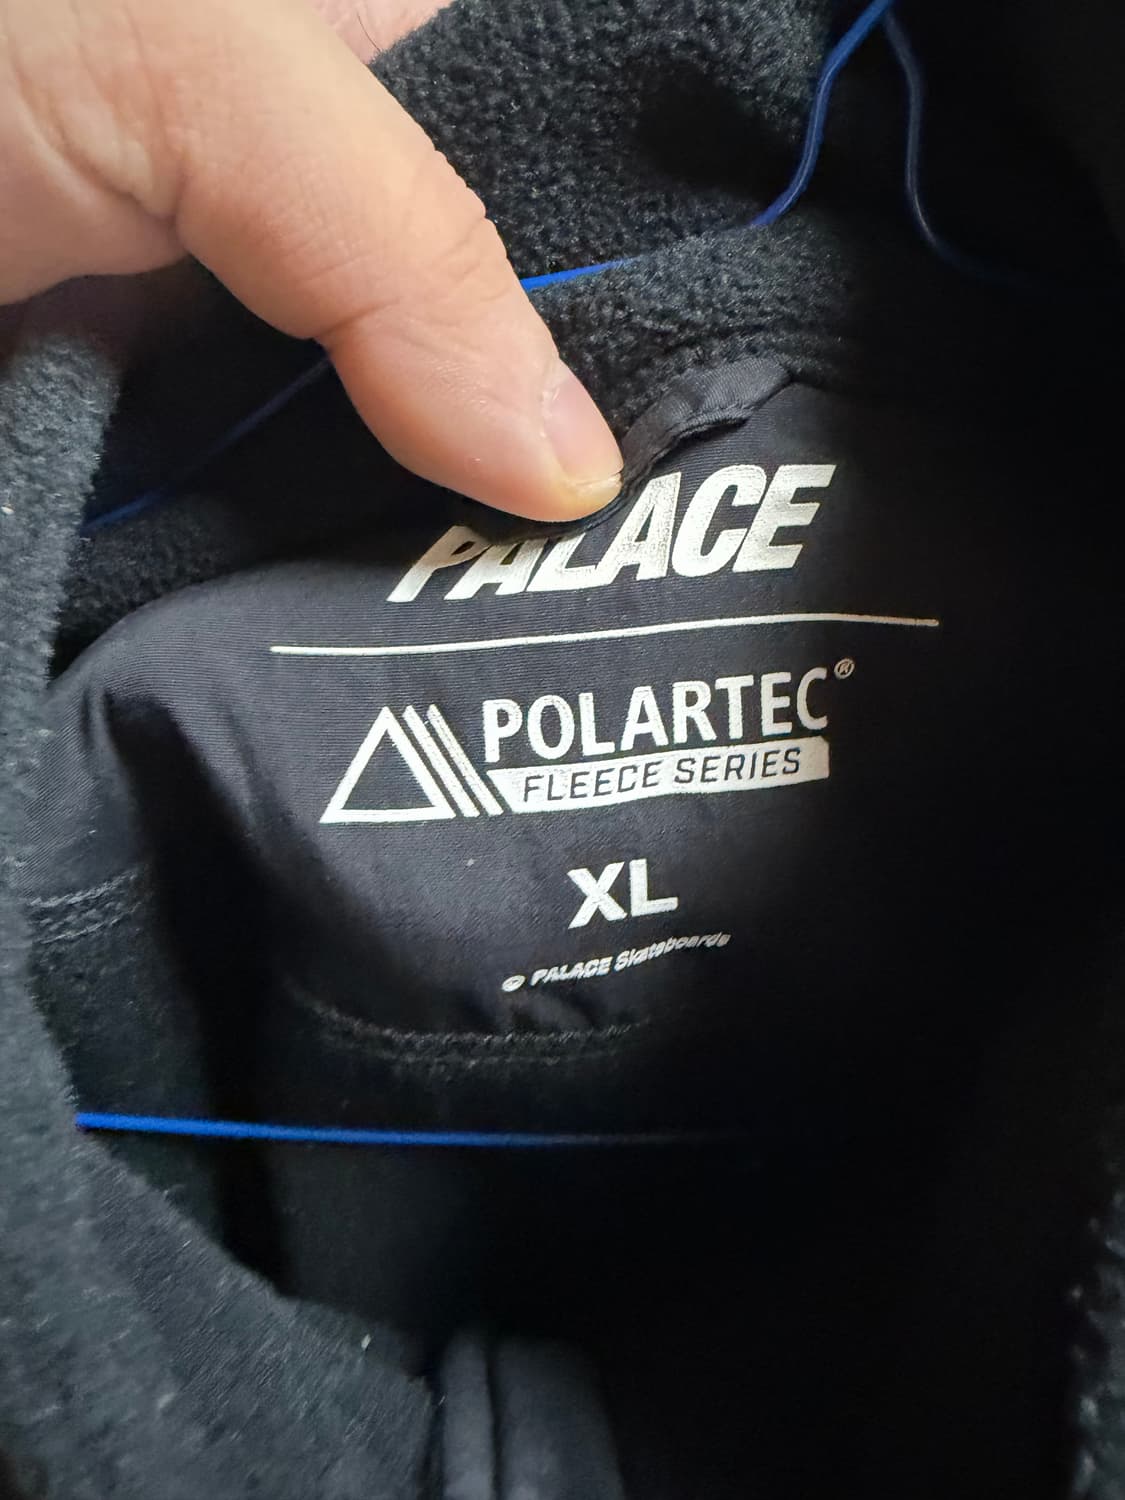 PALACE
POLARTEC®
FLEECE SERIES
XL
© PALACE Skateboards